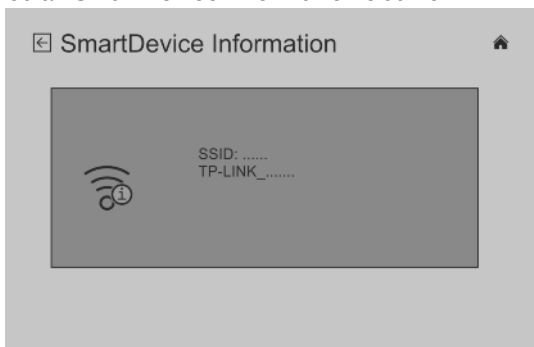 SmartDevice Information
SSID: ......
TP-LINK_.......